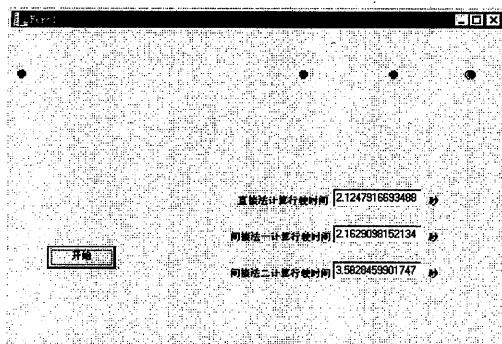 直接法计算行驶时间 2.1247916693488 秒
间接法一计算行驶时间 2.1629098152134 秒
开始
间接法二计算行驶时间 3.5828459901747 秒